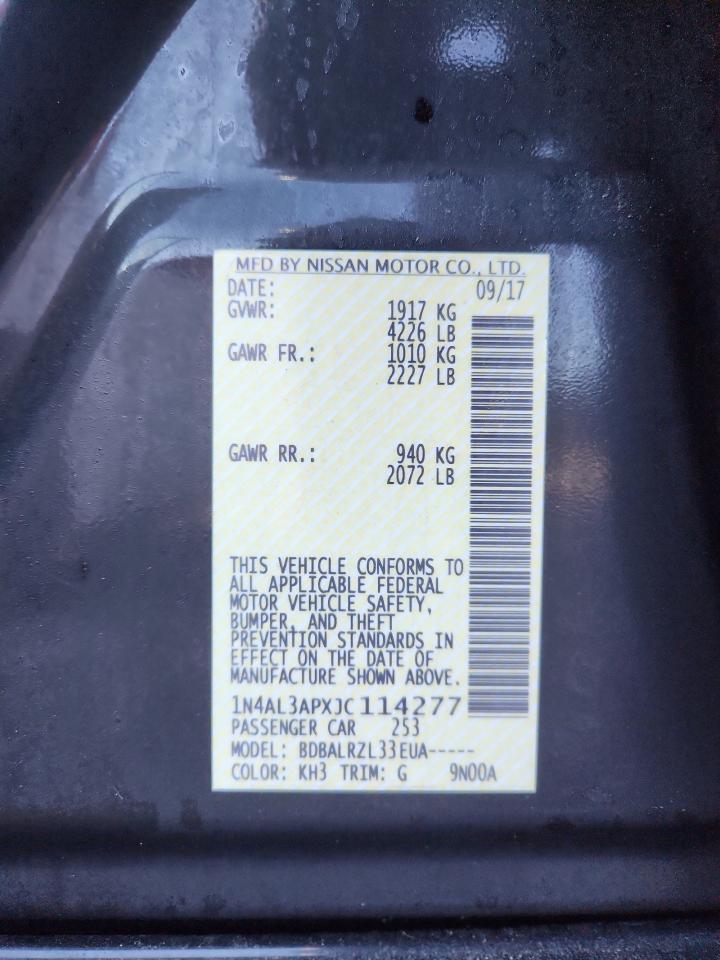 MFD BY NISSAN MOTOR CO., LTD.
DATE: 09/17
GVWR: 1917 KG
4226 LB
GAWR FR.: 1010 KG
2227 LB
GAWR RR.: 940 KG
2072 LB
THIS VEHICLE CONFORMS TO
ALL APPLICABLE FEDERAL
MOTOR VEHICLE SAFETY,
BUMPER, AND THEFT
PREVENTION STANDARDS IN
EFFECT ON THE DATE OF
MANUFACTURE SHOWN ABOVE.
1N4AL3APXJC114277
PASSENGER CAR 253
MODEL: BDBALRZL33EUA-----
COLOR: KH3 TRIM: G 9N00A